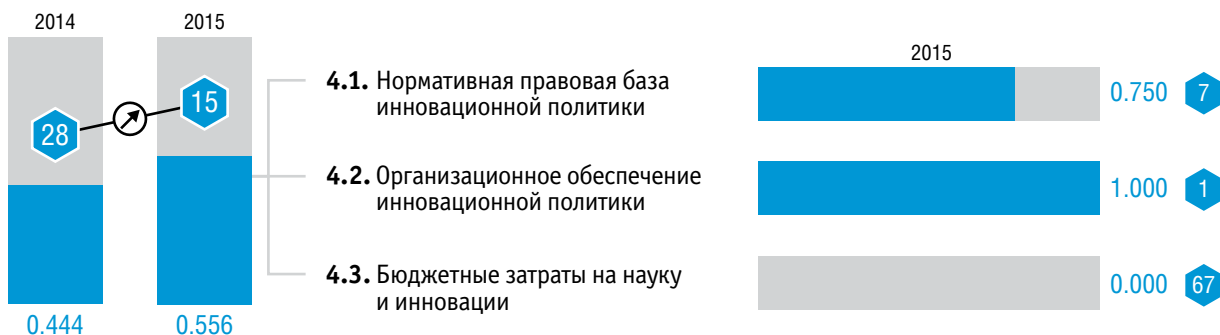 2014
2015
28
15
0.444
0.556
4.1. Нормативная правовая база
инновационной политики
4.2. Организационное обеспечение
инновационной политики
4.3. Бюджетные затраты на науку
и инновации
2015
0.750 7
1.000 1
0.000 67